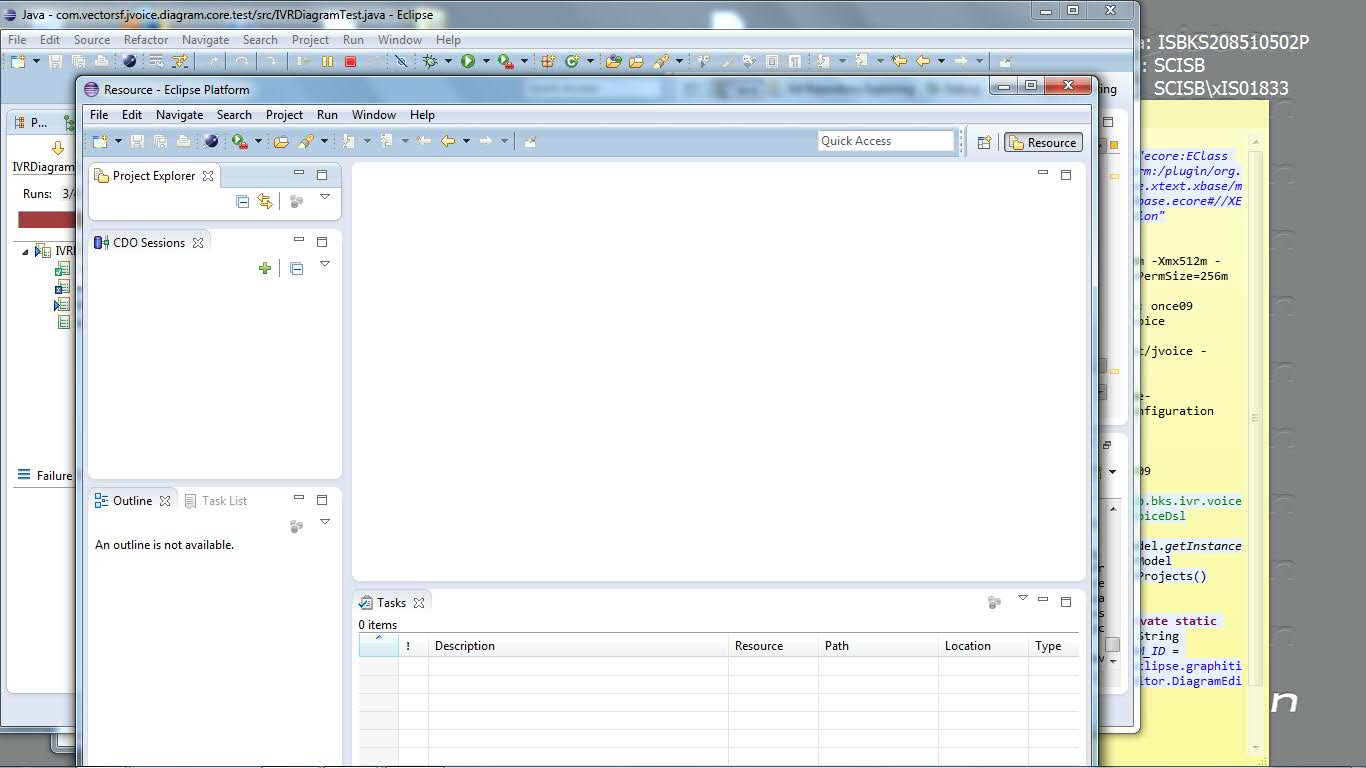 Java - com.vectorsf.jvoice.diagram.core.test/src/IVRDiagramTest.java - Eclipse
File Edit Source Refactor Navigate Search Project Run Window Help
a: ISBKS208510502P
: SCISB
SCISB\xIS01833
Resource - Eclipse Platform
File Edit Navigate Search Project Run Window Help
Quick Access
Resource
P...
IVRDiagram
Runs: 3/
IVRI
Failure
Project Explorer
CDO Sessions
Outline Task List
An outline is not available.
Tasks
0 items
! Description Resource Path Location Type
ecore:EClass
rm:/plugin/org.
e.xtext.xbase/m
base.ecore#//XE
ion"
m -Xmx512m -
PermSize=256m
: once09
oice
t/jvoice -
e-
nfiguration
09
o.bks.ivr.voice
oiceDsl
del.getInstance
Model
Projects()
vate static
String
M_ID =
clipse.graphiti
itor.DiagramEdi
n